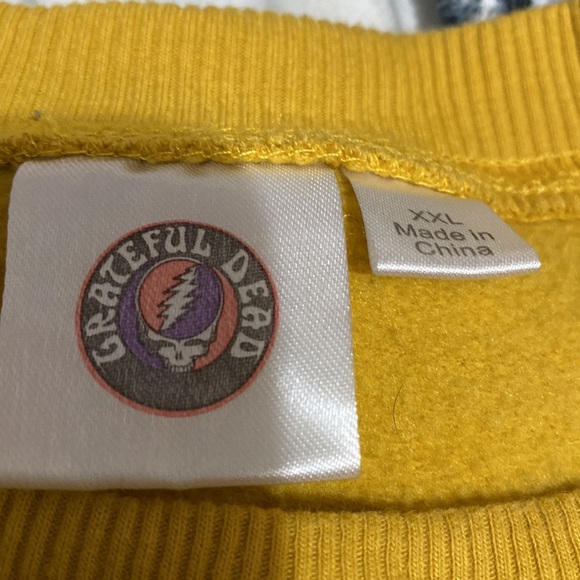 GRATEFUL DEAD
XXL
Made in
China